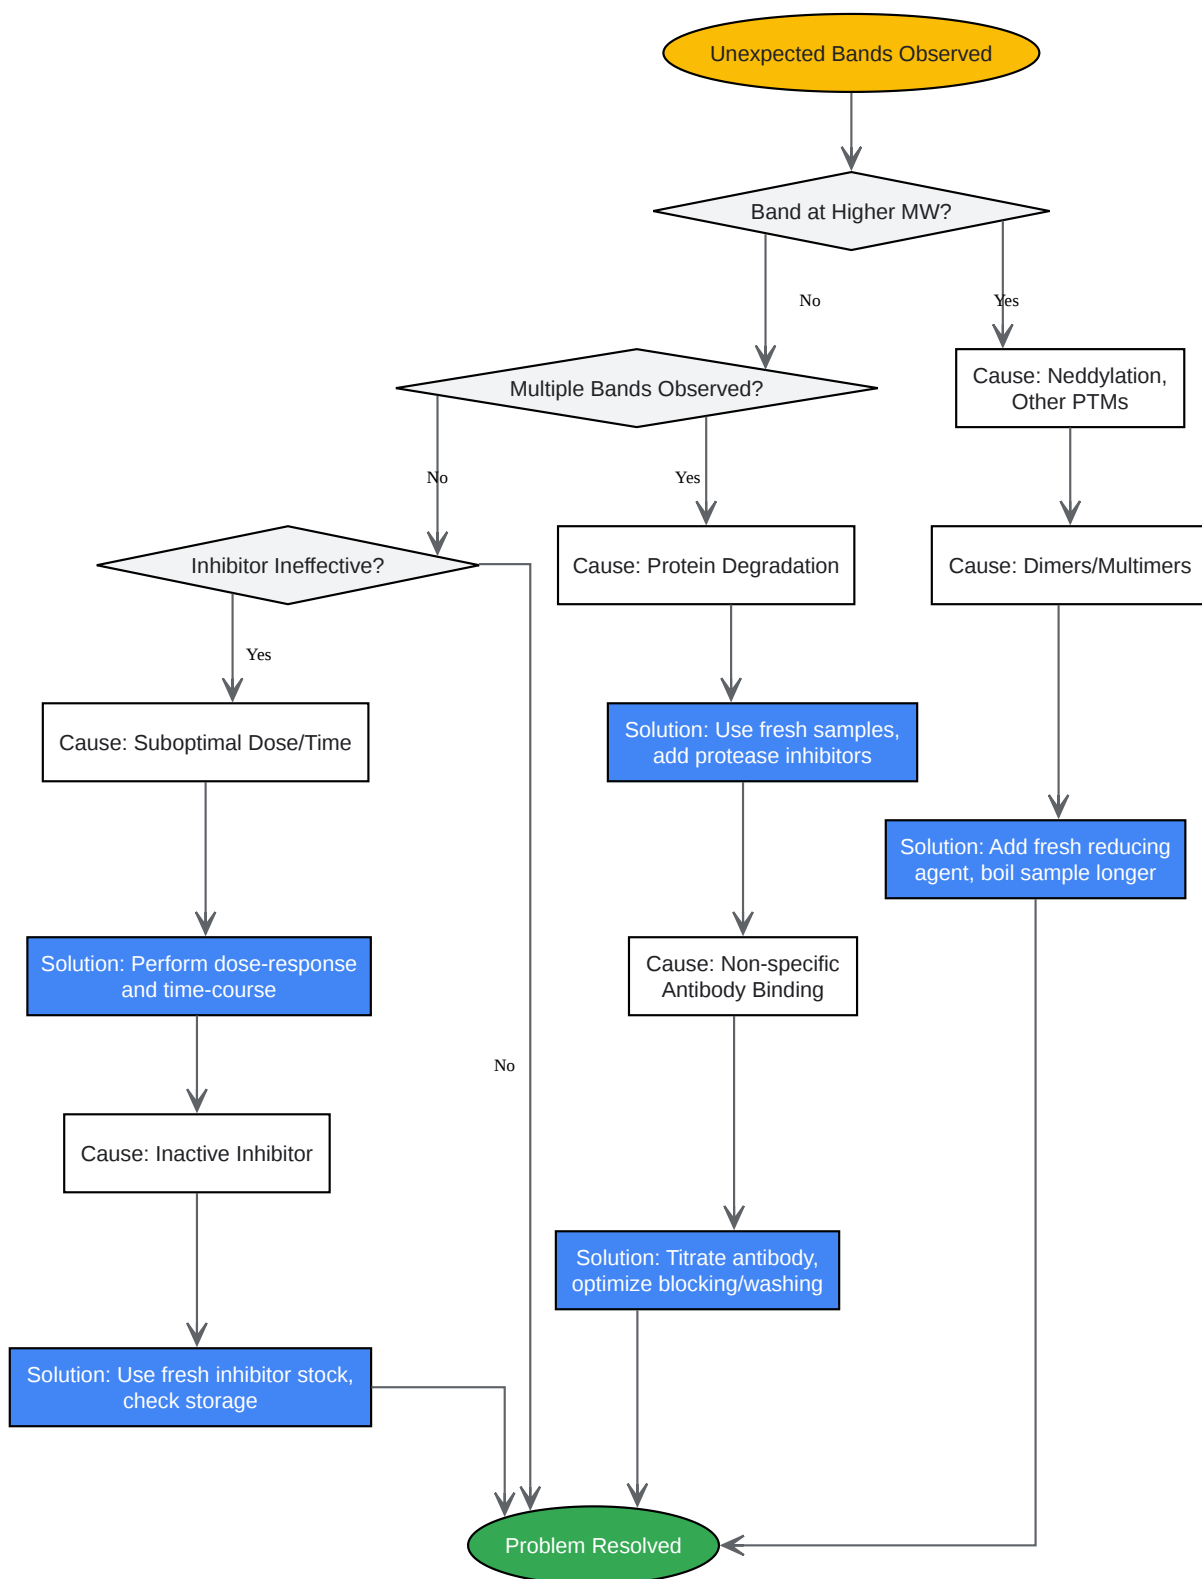 Unexpected Bands Observed
Band at Higher MW?
No
Yes
Multiple Bands Observed?
Cause: Neddylation,
Other PTMs
No
Yes
Inhibitor Ineffective?
Cause: Protein Degradation
Cause: Dimers/Multimers
Yes
Cause: Suboptimal Dose/Time
Solution: Use fresh samples,
add protease inhibitors
Solution: Add fresh reducing
agent, boil sample longer
Solution: Perform dose-response
and time-course
Cause: Non-specific
Antibody Binding
No
Cause: Inactive Inhibitor
Solution: Titrate antibody,
optimize blocking/washing
Solution: Use fresh inhibitor stock,
check storage
Problem Resolved